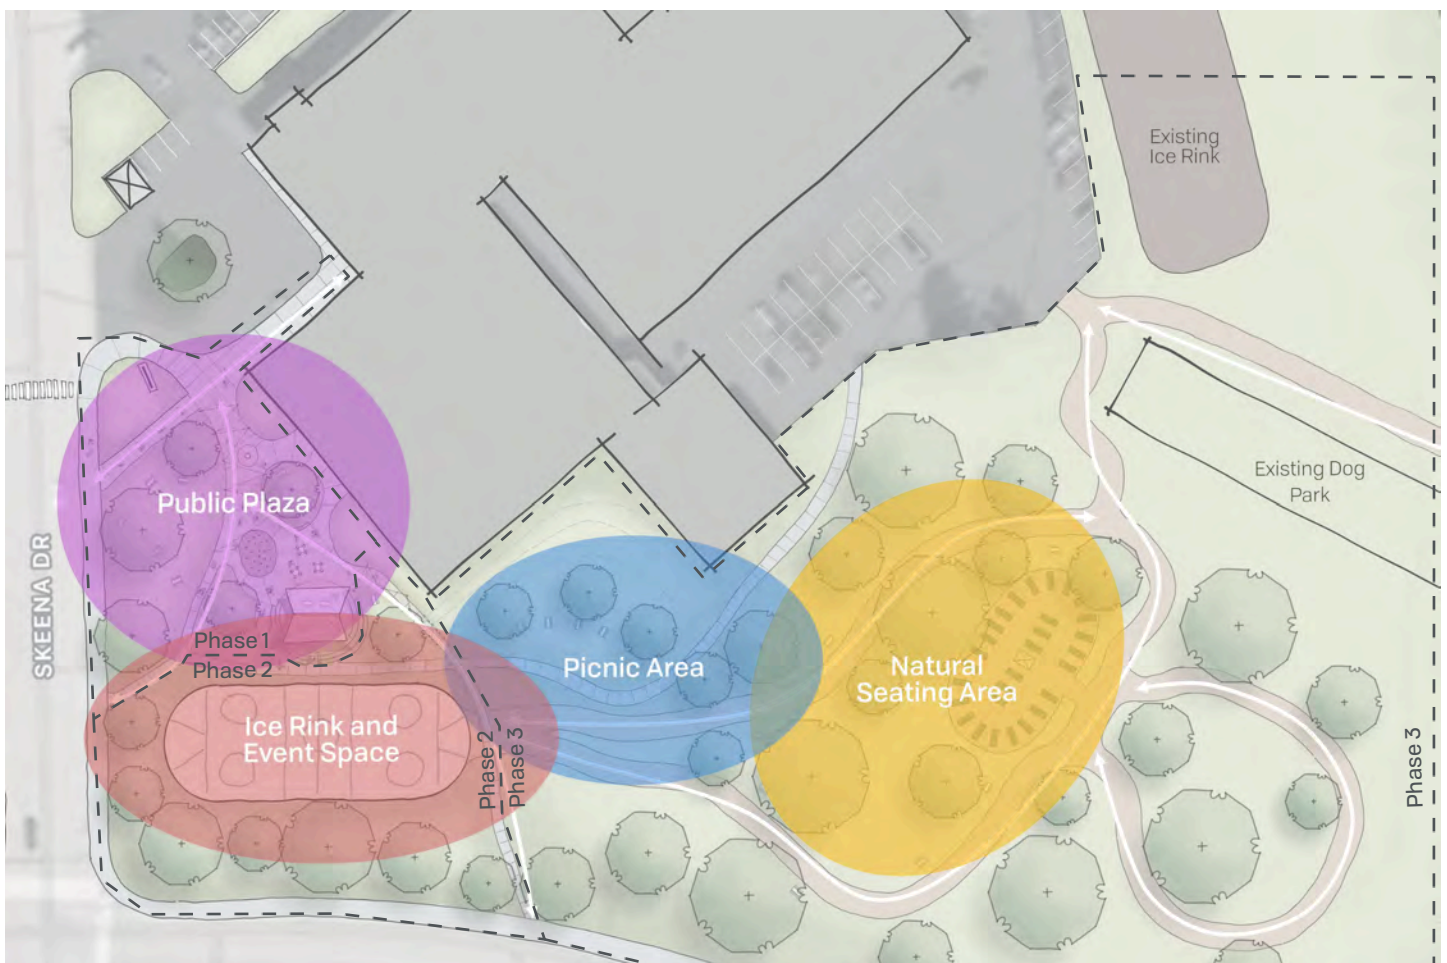 Existing
Ice Rink
Existing Dog
Park
Public Plaza
SKEENA DR
Phase 1
Phase 2
Picnic Area
Natural
Seating Area
Ice Rink and
Event Space
Phase 2
Phase 3
Phase 3